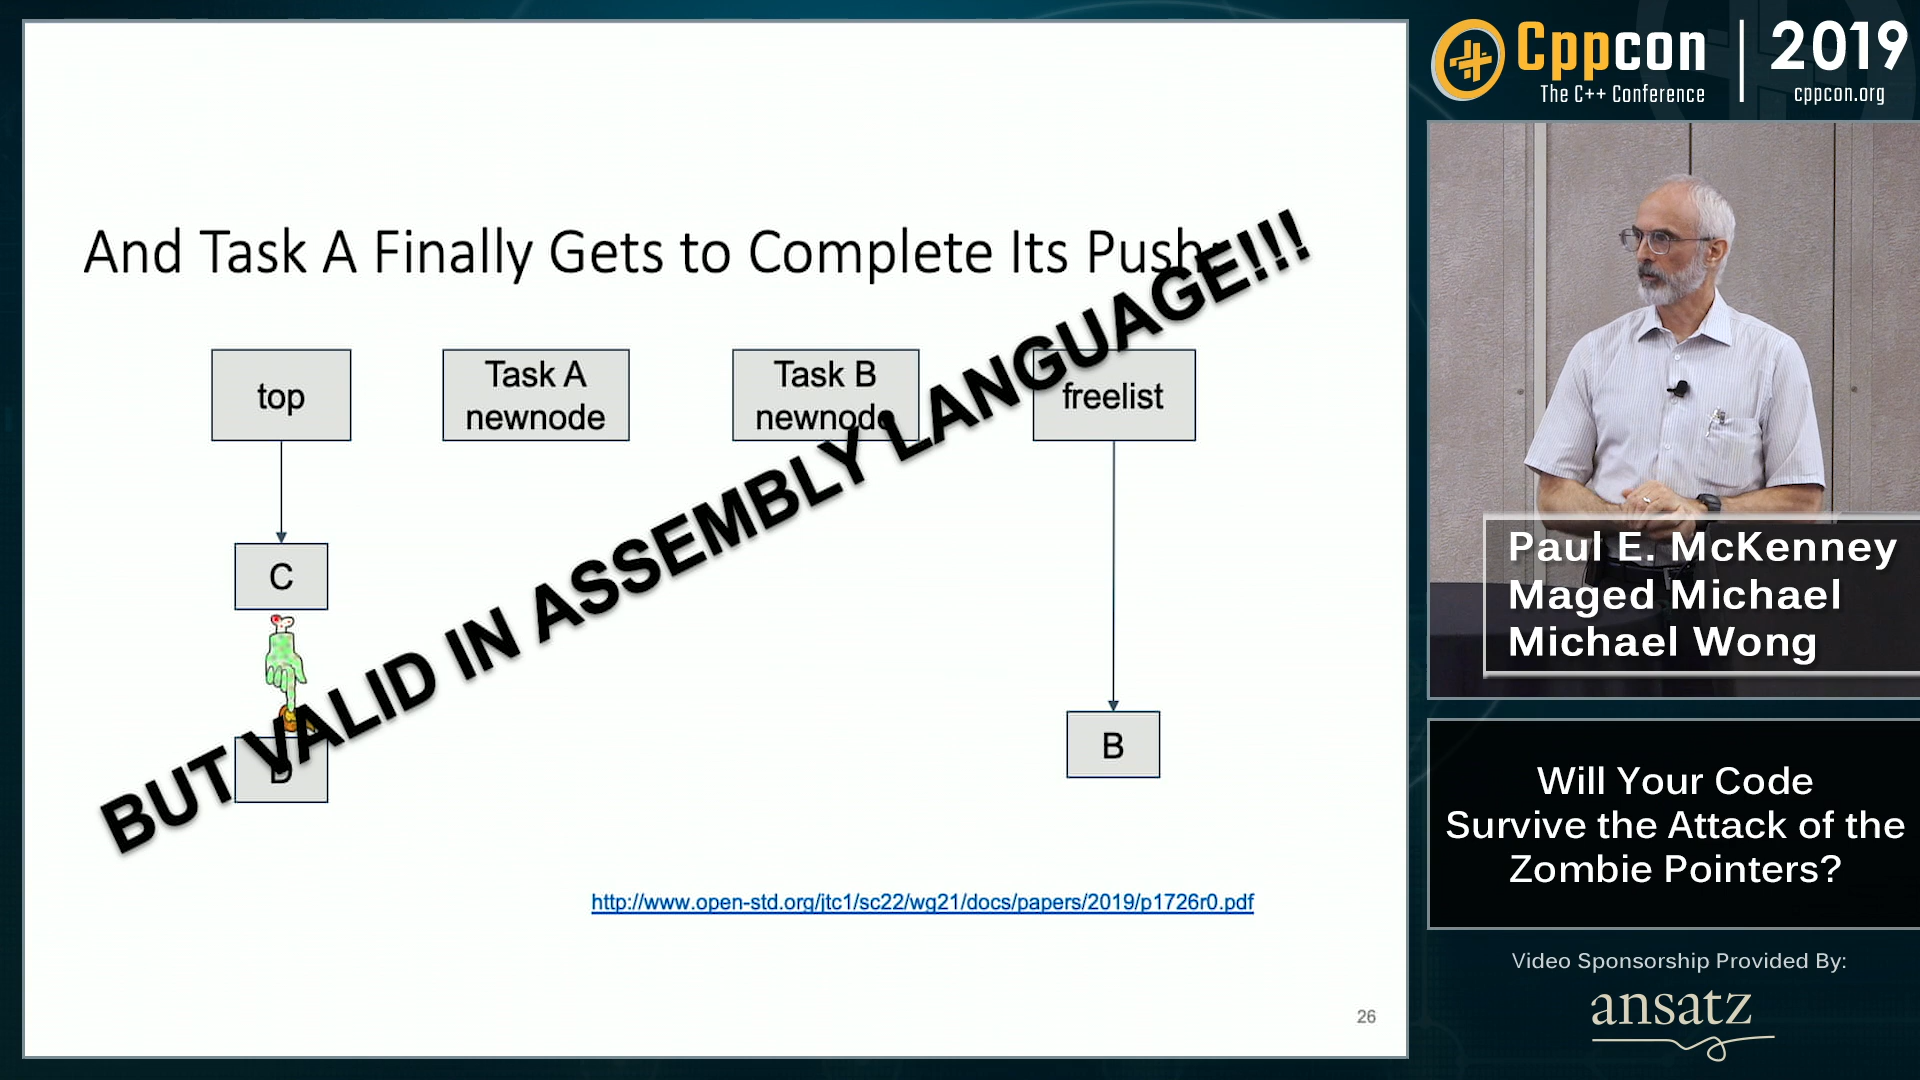 And Task A Finally Gets to Complete Its Push:
top
Task A
newnode
Task B
newnode
freelist
C
D
B
BUT VALID IN ASSEMBLY LANGUAGE!!!
http://www.open-std.org/jtc1/sc22/wg21/docs/papers/2019/p1726r0.pdf
26
Cppcon
The C++ Conference
2019
cppcon.org
Paul E. McKenney
Maged Michael
Michael Wong
Will Your Code
Survive the Attack of the
Zombie Pointers?
Video Sponsorship Provided By:
ansatz